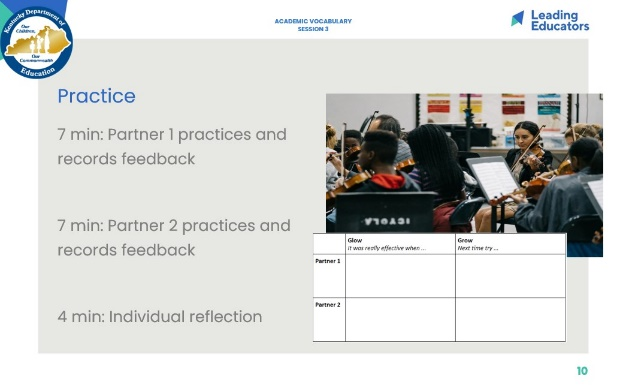 Kentucky Department of
Our Children,
Our Commonwealth
Education
ACADEMIC VOCABULARY
SESSION 3
Leading
Educators
Practice
7 min: Partner 1 practices and
records feedback
7 min: Partner 2 practices and
records feedback
4 min: Individual reflection
Glow
It was really effective when ...
Grow
Next time try ...
Partner 1
Partner 2
10